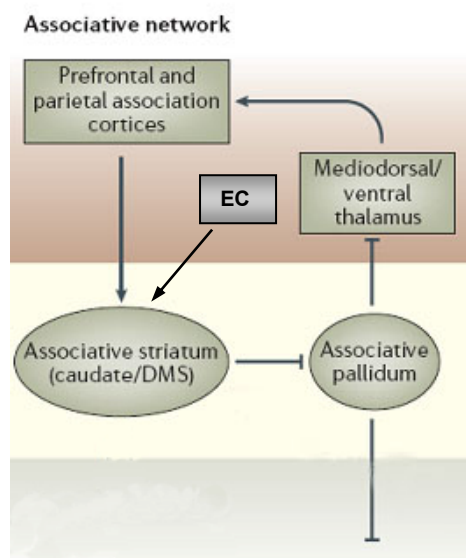 Associative network
Prefrontal and
parietal association
cortices
Mediodorsal/
ventral
thalamus
EC
Associative striatum
(caudate/DMS)
Associative
pallidum